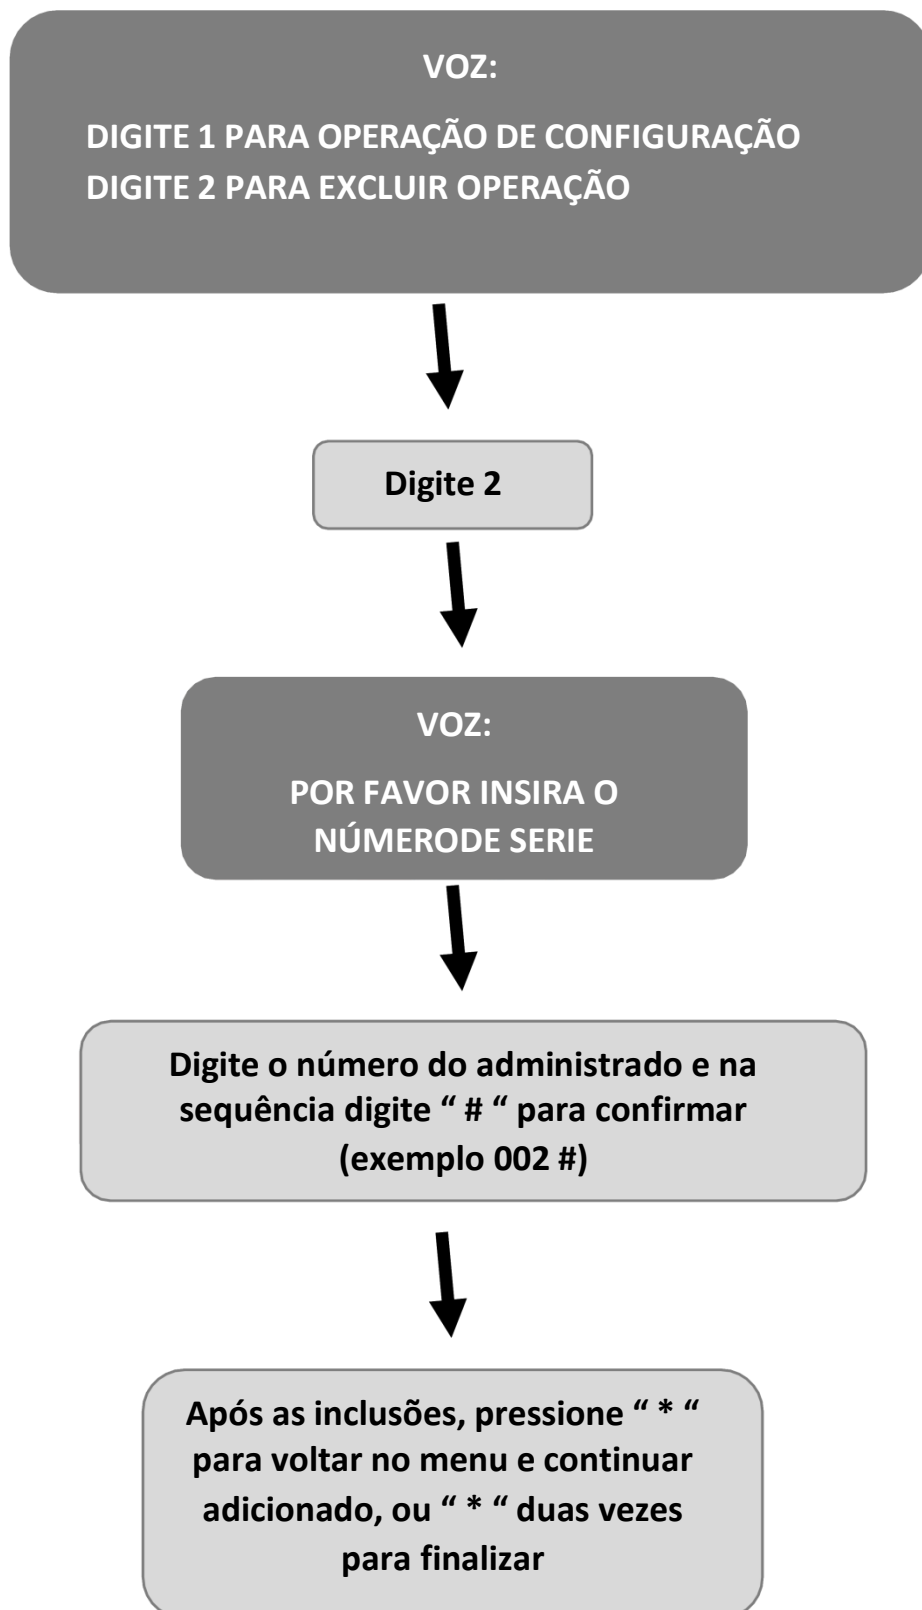 VOZ:
DIGITE 1 PARA OPERAÇÃO DE CONFIGURAÇÃO
DIGITE 2 PARA EXCLUIR OPERAÇÃO
Digite 2
VOZ:
POR FAVOR INSIRA O
NÚMERODE SERIE
Digite o número do administrado e na
sequência digite “ # “ para confirmar
(exemplo 002 #)
Após as inclusões, pressione “ * “
para voltar no menu e continuar
adicionado, ou “ * “ duas vezes
para finalizar